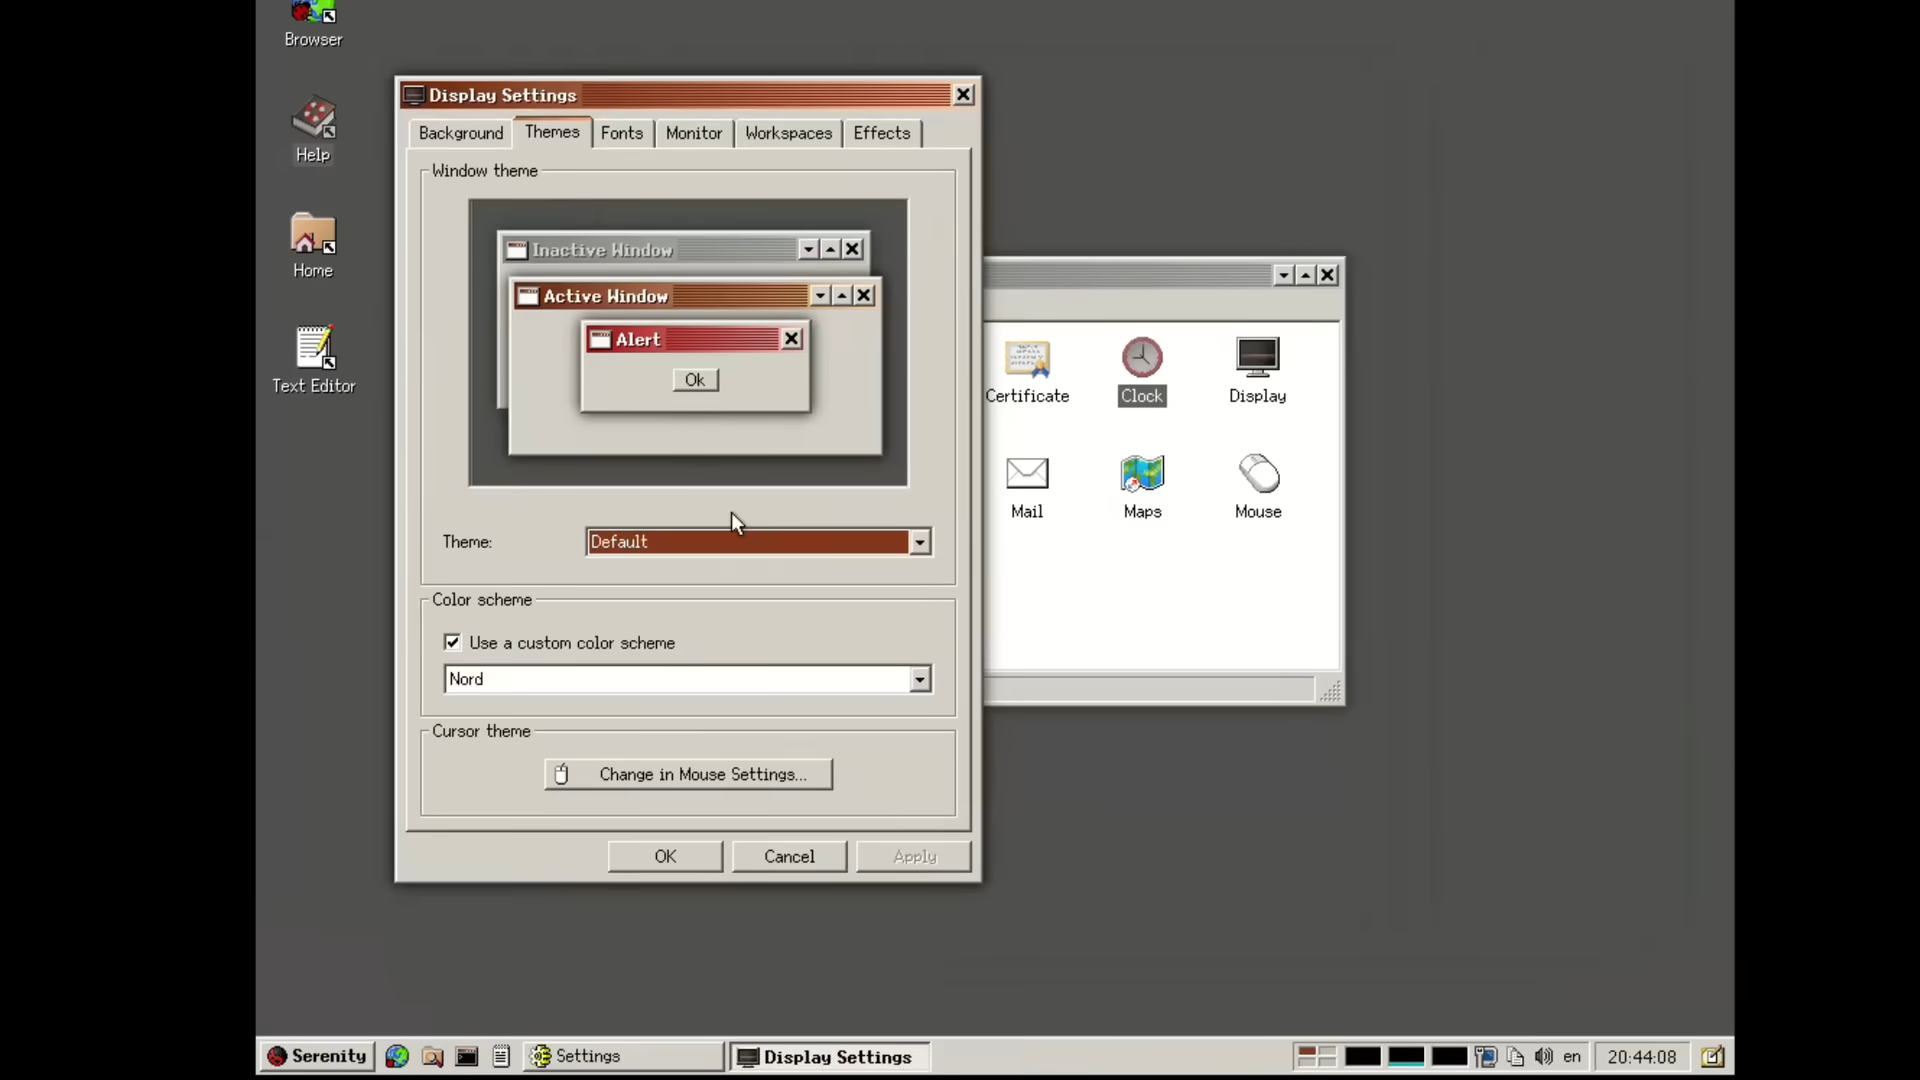 Browser
Help
Home
Text Editor
Display Settings
Background Themes Fonts Monitor Workspaces Effects
Window theme
Inactive Window
Active Window
Alert
Ok
Theme: Default
Color scheme
Use a custom color scheme
Nord
Cursor theme
Change in Mouse Settings...
OK Cancel Apply
Certificate Clock Display
Mail Maps Mouse
Serenity Settings Display Settings en 20:44:08